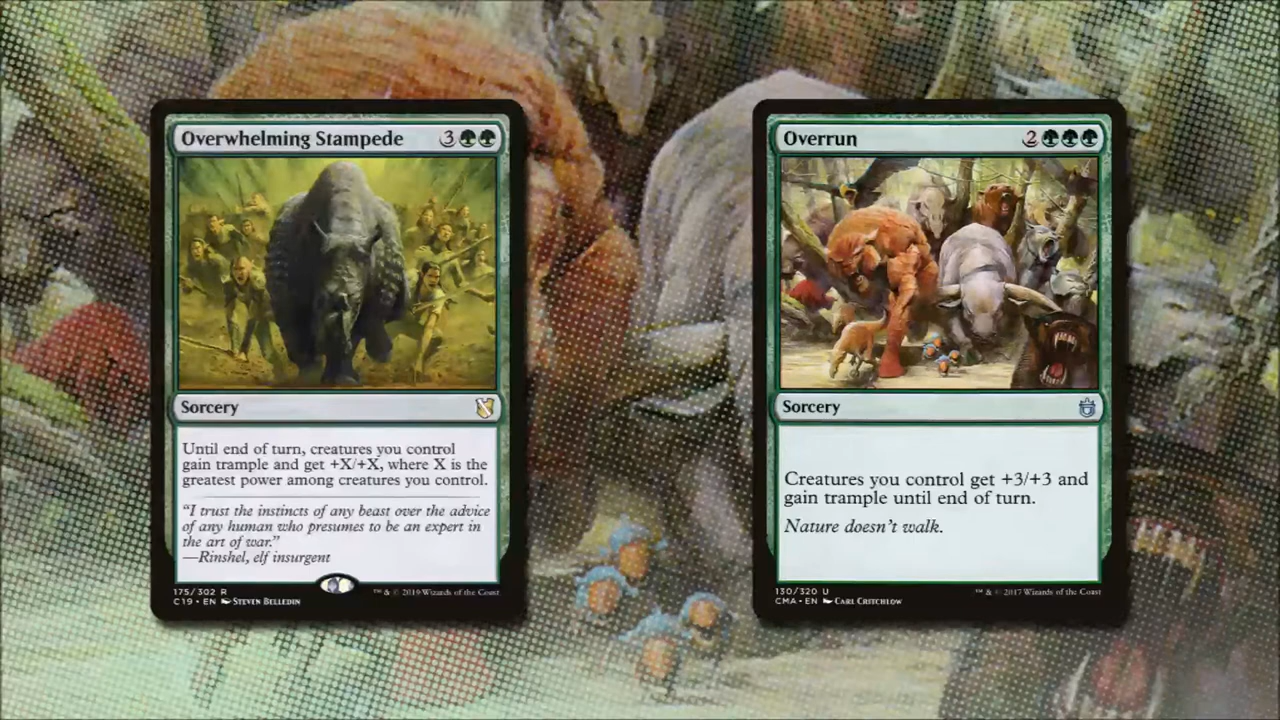 Overwhelming Stampede 3
Sorcery
Until end of turn, creatures you control
gain trample and get +X/+X, where X is the
greatest power among creatures you control.
“I trust the instincts of any beast over the advice
of any human who presumes to be an expert in
the art of war.”
—Rinshel, elf insurgent
175/302 R
C19 • EN Steven Belledin
™ & © 2019 Wizards of the Coast
Overrun 2
Sorcery
Creatures you control get +3/+3 and
gain trample until end of turn.
Nature doesn’t walk.
130/320 U
CMA • EN Carl Critchlow
™ & © 2017 Wizards of the Coast